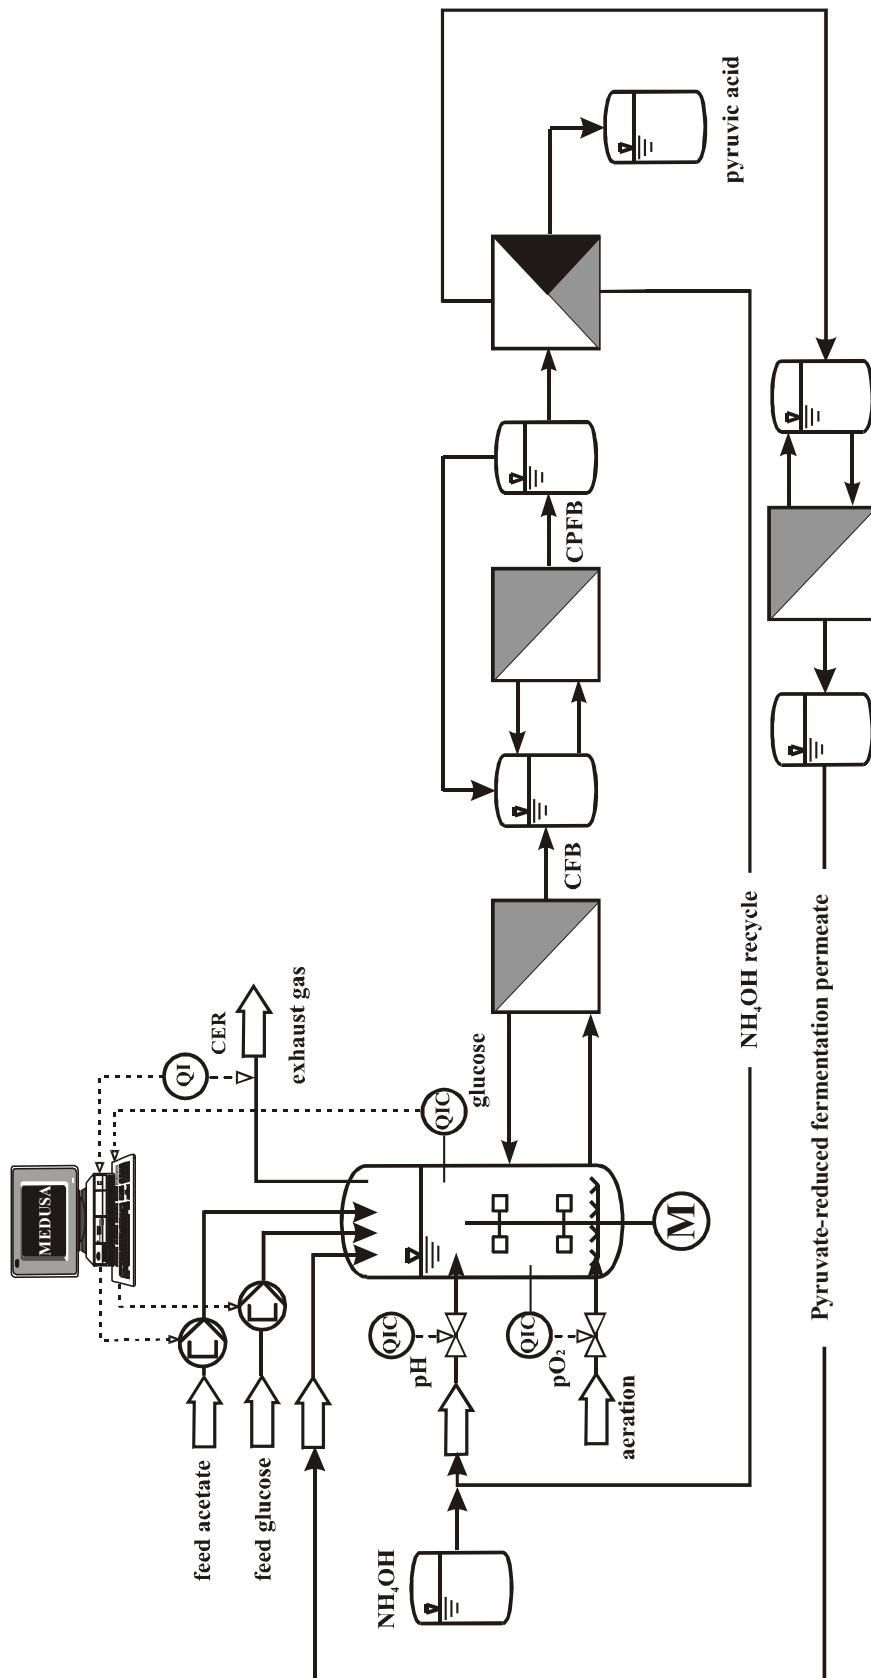 MEDUSA
QI
CER
exhaust gas
QIC
glucose
feed acetate
feed glucose
QIC
pH
QIC
pO₂
aeration
M
NH₄OH
CFB
CPFB
pyruvic acid
NH₄OH recycle
Pyruvate-reduced fermentation permeate